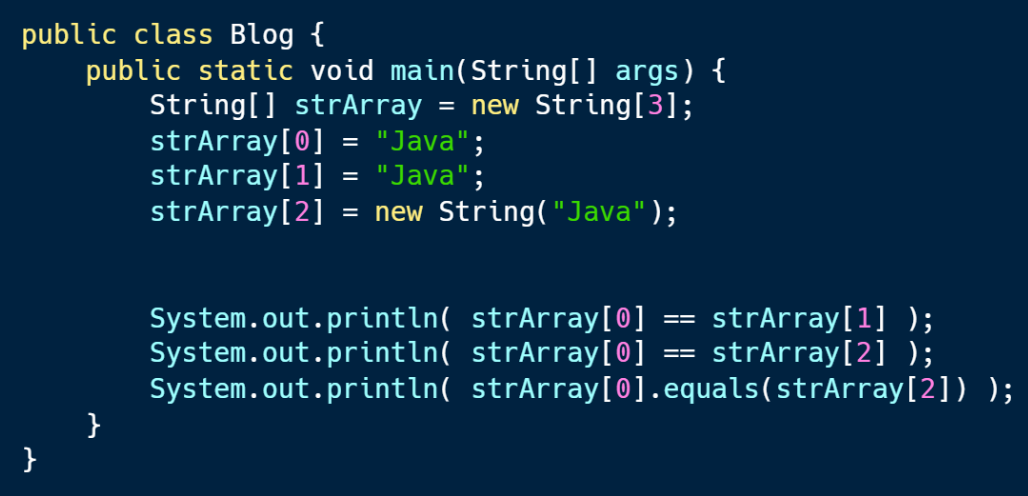 public class Blog {
    public static void main(String[] args) {
        String[] strArray = new String[3];
        strArray[0] = "Java";
        strArray[1] = "Java";
        strArray[2] = new String("Java");
        System.out.println( strArray[0] == strArray[1] );
        System.out.println( strArray[0] == strArray[2] );
        System.out.println( strArray[0].equals(strArray[2]) );
    }
}